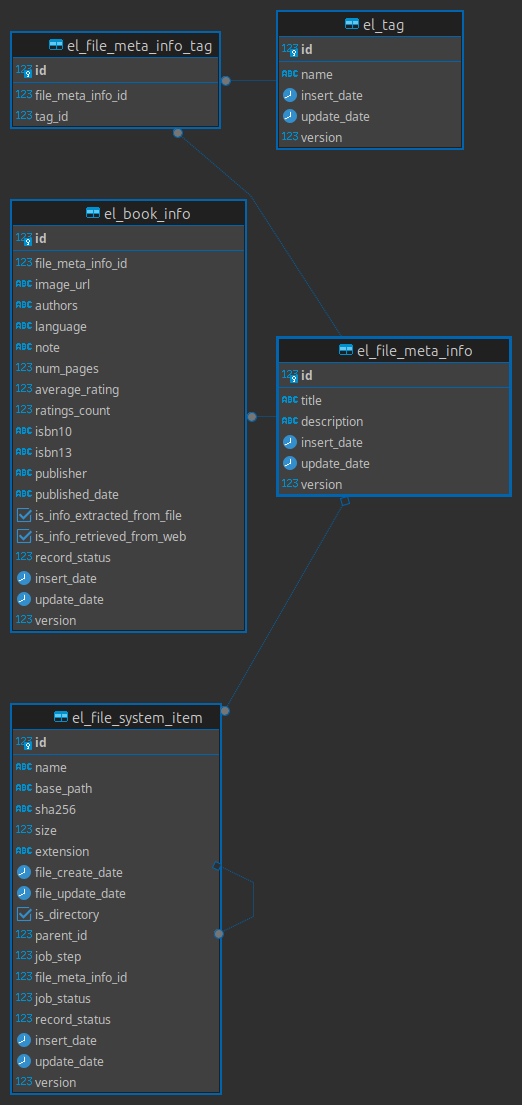 el_file_meta_info_tag
123 id
123 file_meta_info_id
123 tag_id
el_tag
123 id
ABC name
insert_date
update_date
123 version
el_book_info
123 id
123 file_meta_info_id
ABC image_url
ABC authors
ABC language
ABC note
123 num_pages
123 average_rating
123 ratings_count
ABC isbn10
ABC isbn13
ABC publisher
ABC published_date
is_info_extracted_from_file
is_info_retrieved_from_web
123 record_status
insert_date
update_date
123 version
el_file_meta_info
123 id
ABC title
ABC description
insert_date
update_date
123 version
el_file_system_item
123 id
ABC name
ABC base_path
ABC sha256
123 size
ABC extension
file_create_date
file_update_date
is_directory
123 parent_id
123 job_step
123 file_meta_info_id
123 job_status
123 record_status
insert_date
update_date
123 version